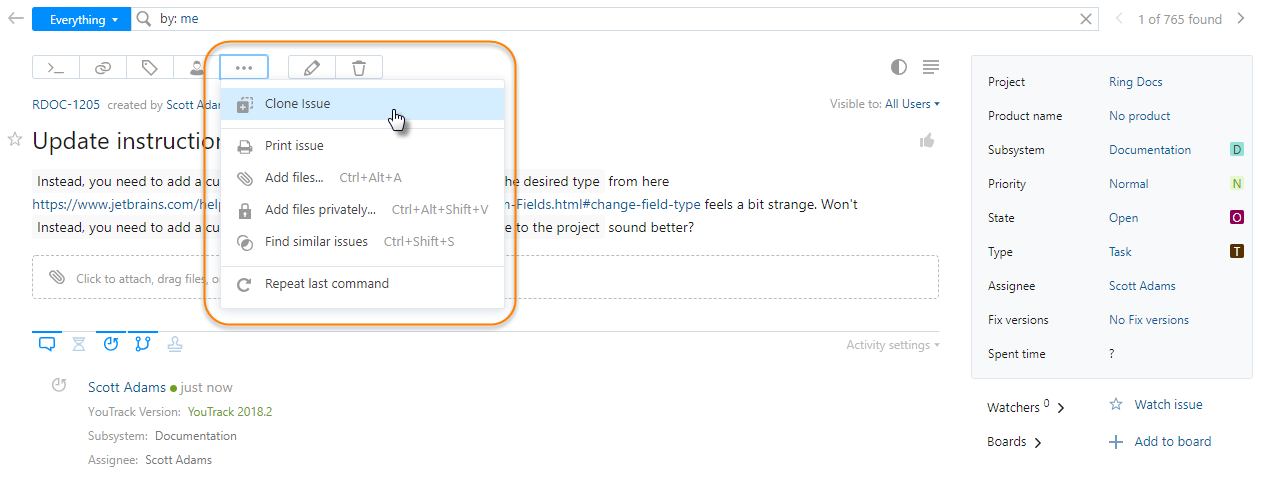 Everything by: me 1 of 765 found
RDOC-1205 created by Scott Ada Visible to: All Users
Update instruction
Instead, you need to add a cu he desired type from here
https://www.jetbrains.com/help m-Fields.html#change-field-type feels a bit strange. Won't
Instead, you need to add a cu e to the project sound better?
Click to attach, drag files, o
Clone Issue
Print issue
Add files... Ctrl+Alt+A
Add files privately... Ctrl+Alt+Shift+V
Find similar issues Ctrl+Shift+S
Repeat last command
Activity settings
Scott Adams just now
YouTrack Version: YouTrack 2018.2
Subsystem: Documentation
Assignee: Scott Adams
Project Ring Docs
Product name No product
Subsystem Documentation D
Priority Normal N
State Open O
Type Task T
Assignee Scott Adams
Fix versions No Fix versions
Spent time ?
Watchers 0 Watch issue
Boards Add to board